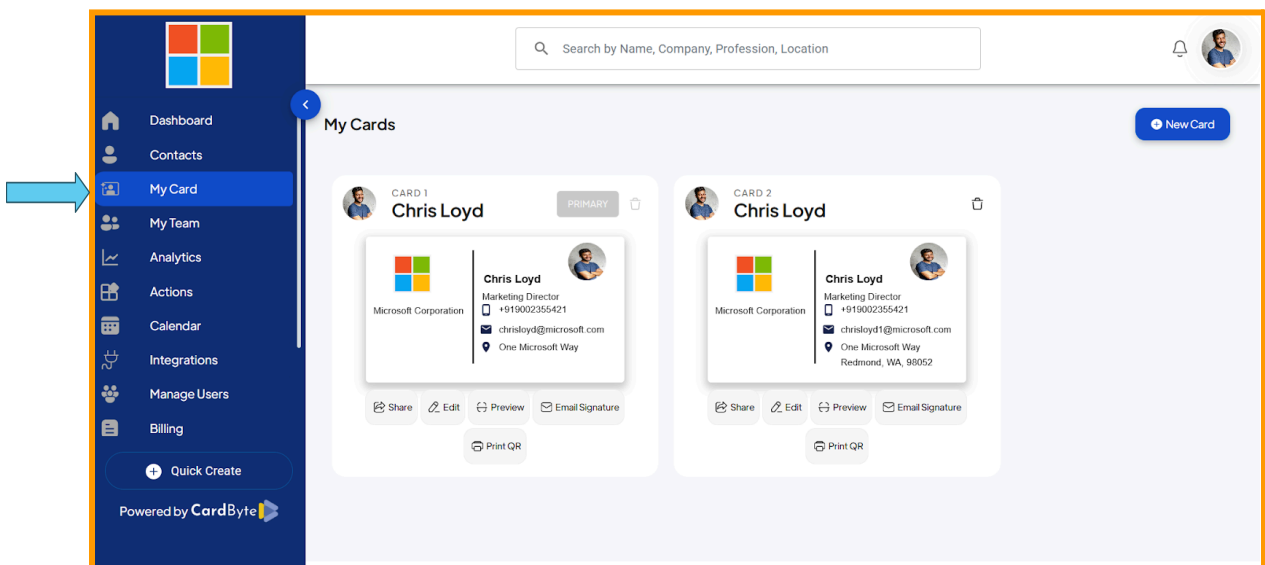 Search by Name, Company, Profession, Location
Dashboard
Contacts
My Card
My Team
Analytics
Actions
Calendar
Integrations
Manage Users
Billing
Quick Create
Powered by CardByte
My Cards
New Card
CARD 1
Chris Loyd
PRIMARY
Microsoft Corporation
Chris Loyd
Marketing Director
+919002355421
chrisloyd@microsoft.com
One Microsoft Way
Share
Edit
Preview
Email Signature
Print QR
CARD 2
Chris Loyd
Microsoft Corporation
Chris Loyd
Marketing Director
+919002355421
chrisloyd1@microsoft.com
One Microsoft Way
Redmond, WA, 98052
Share
Edit
Preview
Email Signature
Print QR